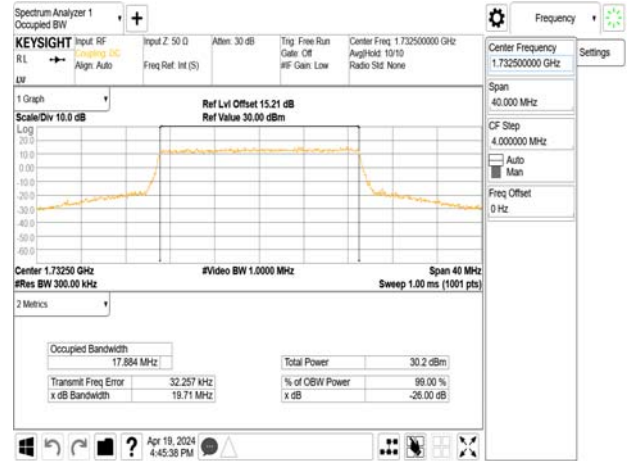 Spectrum Analyzer 1
Occupied BW
Frequency
KEYSIGHT Input: RF Input Z: 50 Ω Atten: 30 dB Trig: Free Run Center Freq: 1.732500000 GHz
RL Coupling: DC Gate: Off Avg|Hold: 10/10
Align: Auto Freq Ref: Int (S) #IF Gain: Low Radio Std: None
Center Frequency
1.732500000 GHz
Settings
Span
40.000 MHz
CF Step
4.000000 MHz
Auto
Man
Freq Offset
0 Hz
1 Graph
Ref Lvl Offset 15.21 dB
Scale/Div 10.0 dB Ref Value 30.00 dBm
Log
20.0
10.0
0.00
-10.0
-20.0
-30.0
-40.0
-50.0
-60.0
Center 1.73250 GHz #Video BW 1.0000 MHz Span 40 MHz
#Res BW 300.00 kHz Sweep 1.00 ms (1001 pts)
2 Metrics
Occupied Bandwidth
17.884 MHz Total Power 30.2 dBm
Transmit Freq Error 32.257 kHz % of OBW Power 99.00 %
x dB Bandwidth 19.71 MHz x dB -26.00 dB
?
Apr 19, 2024
4:45:38 PM